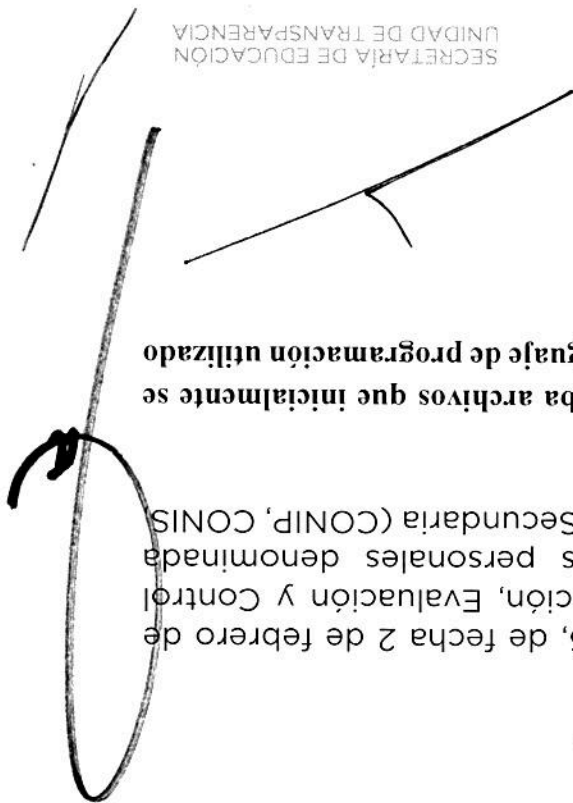 , de fecha 2 de febrero de
ción, Evaluación y Control
s personales denominada
Secundaria (CONIP, CONIS,
ba archivos que inicialmente se
guaje de programación utilizado
SECRETARÍA DE EDUCACIÓN
UNIDAD DE TRANSPARENCIA